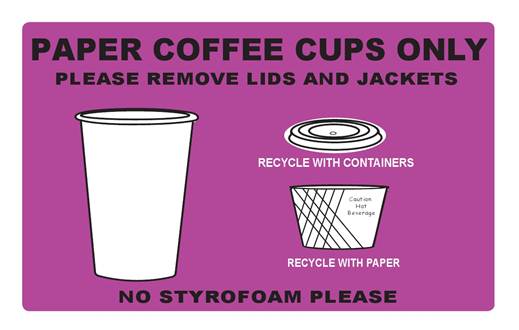 PAPER COFFEE CUPS ONLY
PLEASE REMOVE LIDS AND JACKETS
RECYCLE WITH CONTAINERS
Caution
Hot
Beverage
RECYCLE WITH PAPER
NO STYROFOAM PLEASE